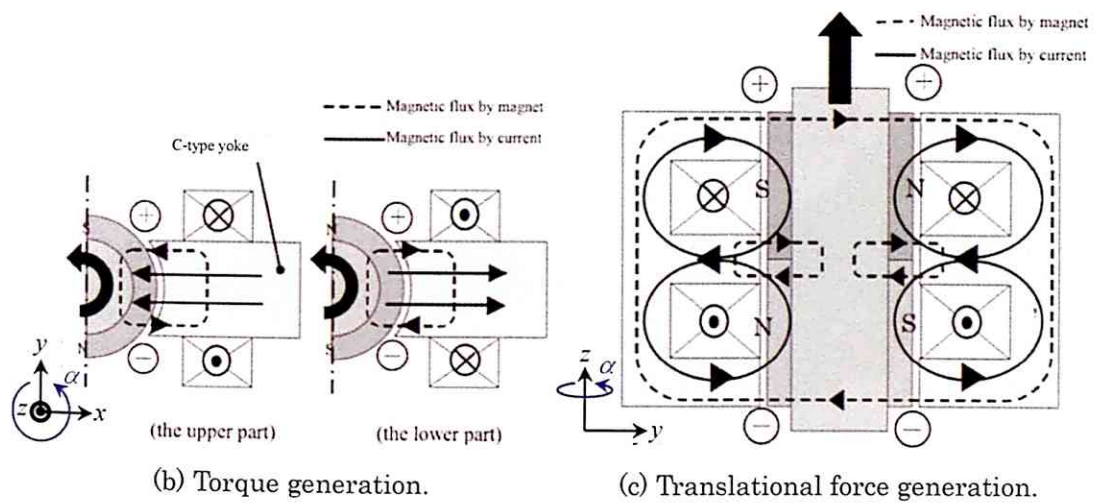 Magnetic flux by magnet
Magnetic flux by current
C-type yoke
S
N
+
−
y
α
z
x
(the upper part)
N
S
+
−
(the lower part)
(b) Torque generation.
Magnetic flux by magnet
Magnetic flux by current
+
+
S
N
N
S
−
−
z
α
y
(c) Translational force generation.